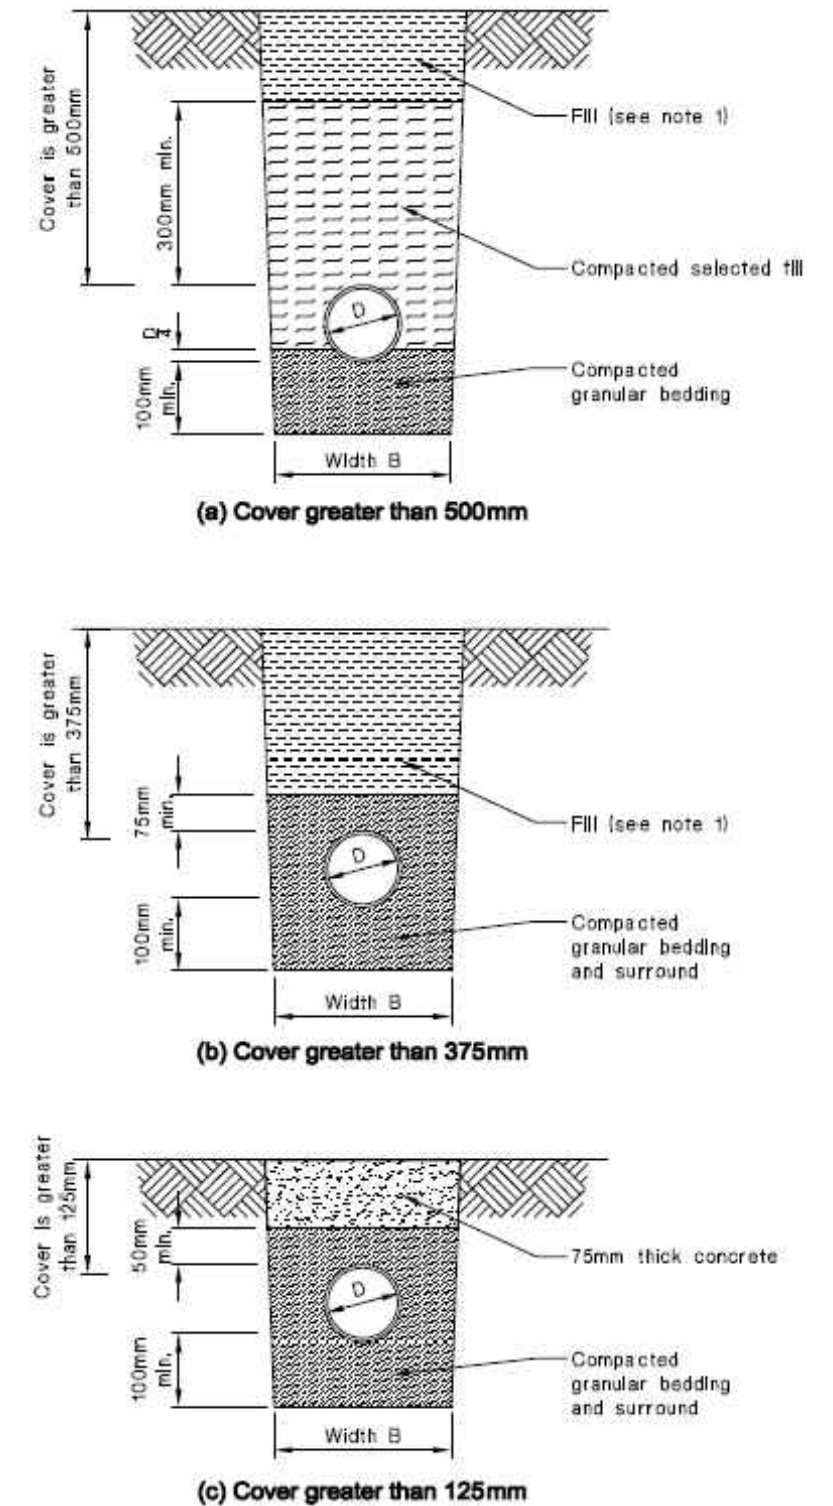 Cover is greater
than 500mm
300mm min.
D
4
100mm
min.
D
Fill (see note 1)
Compacted selected fill
Compacted
granular bedding
Width B
(a) Cover greater than 500mm
Cover is greater
than 375mm
75mm
min.
100mm
min.
D
Fill (see note 1)
Compacted
granular bedding
and surround
Width B
(b) Cover greater than 375mm
Cover is greater
than 125mm
50mm
min.
100mm
min.
D
75mm thick concrete
Compacted
granular bedding
and surround
Width B
(c) Cover greater than 125mm